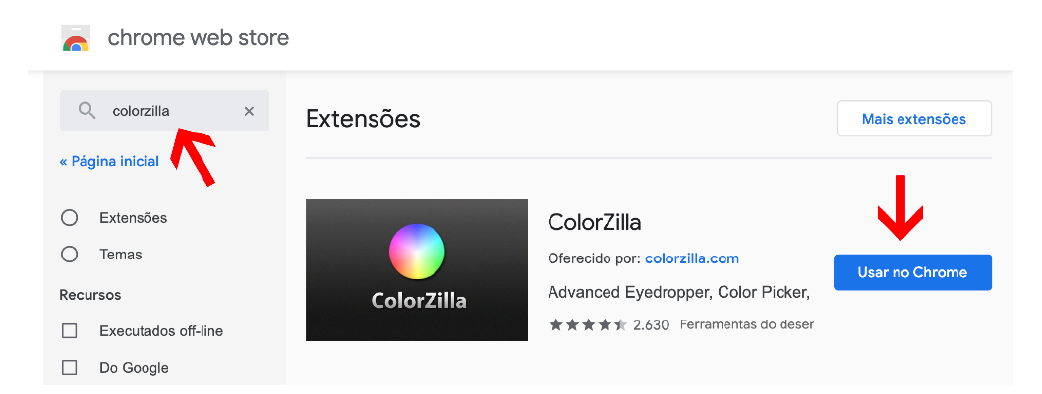 chrome web store
colorzilla
« Página inicial
Extensões
Temas
Recursos
Executados off-line
Do Google
Extensões
Mais extensões
ColorZilla
ColorZilla
Oferecido por: colorzilla.com
Advanced Eyedropper, Color Picker,
2.630 Ferramentas do deser
Usar no Chrome